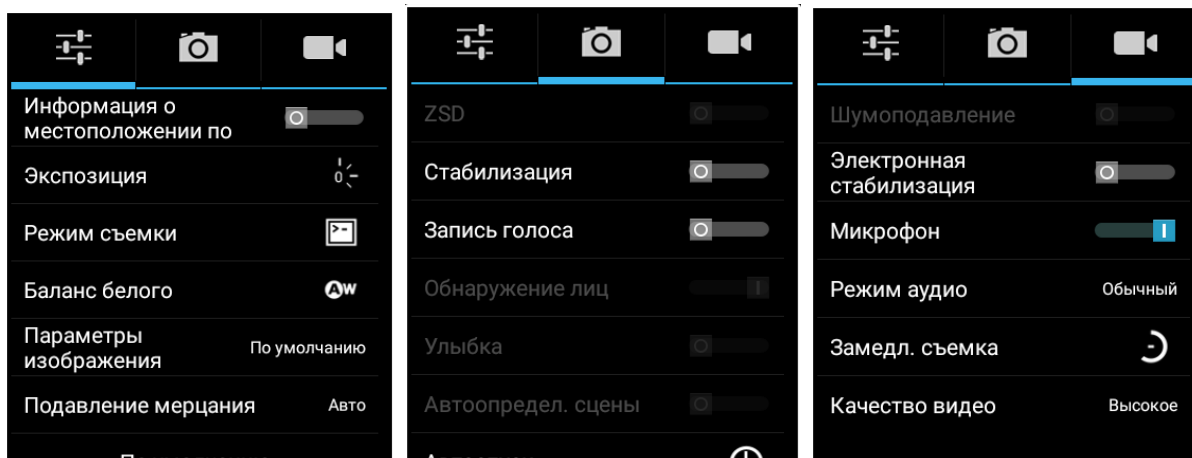 Информация о
местоположении по
Экспозиция
Режим съемки
Баланс белого
Параметры
изображения
По умолчанию
Подавление мерцания
Авто
ZSD
Стабилизация
Запись голоса
Обнаружение лиц
Улыбка
Автоопредел. сцены
Шумоподавление
Электронная
стабилизация
Микрофон
Режим аудио
Обычный
Замедл. съемка
Качество видео
Высокое